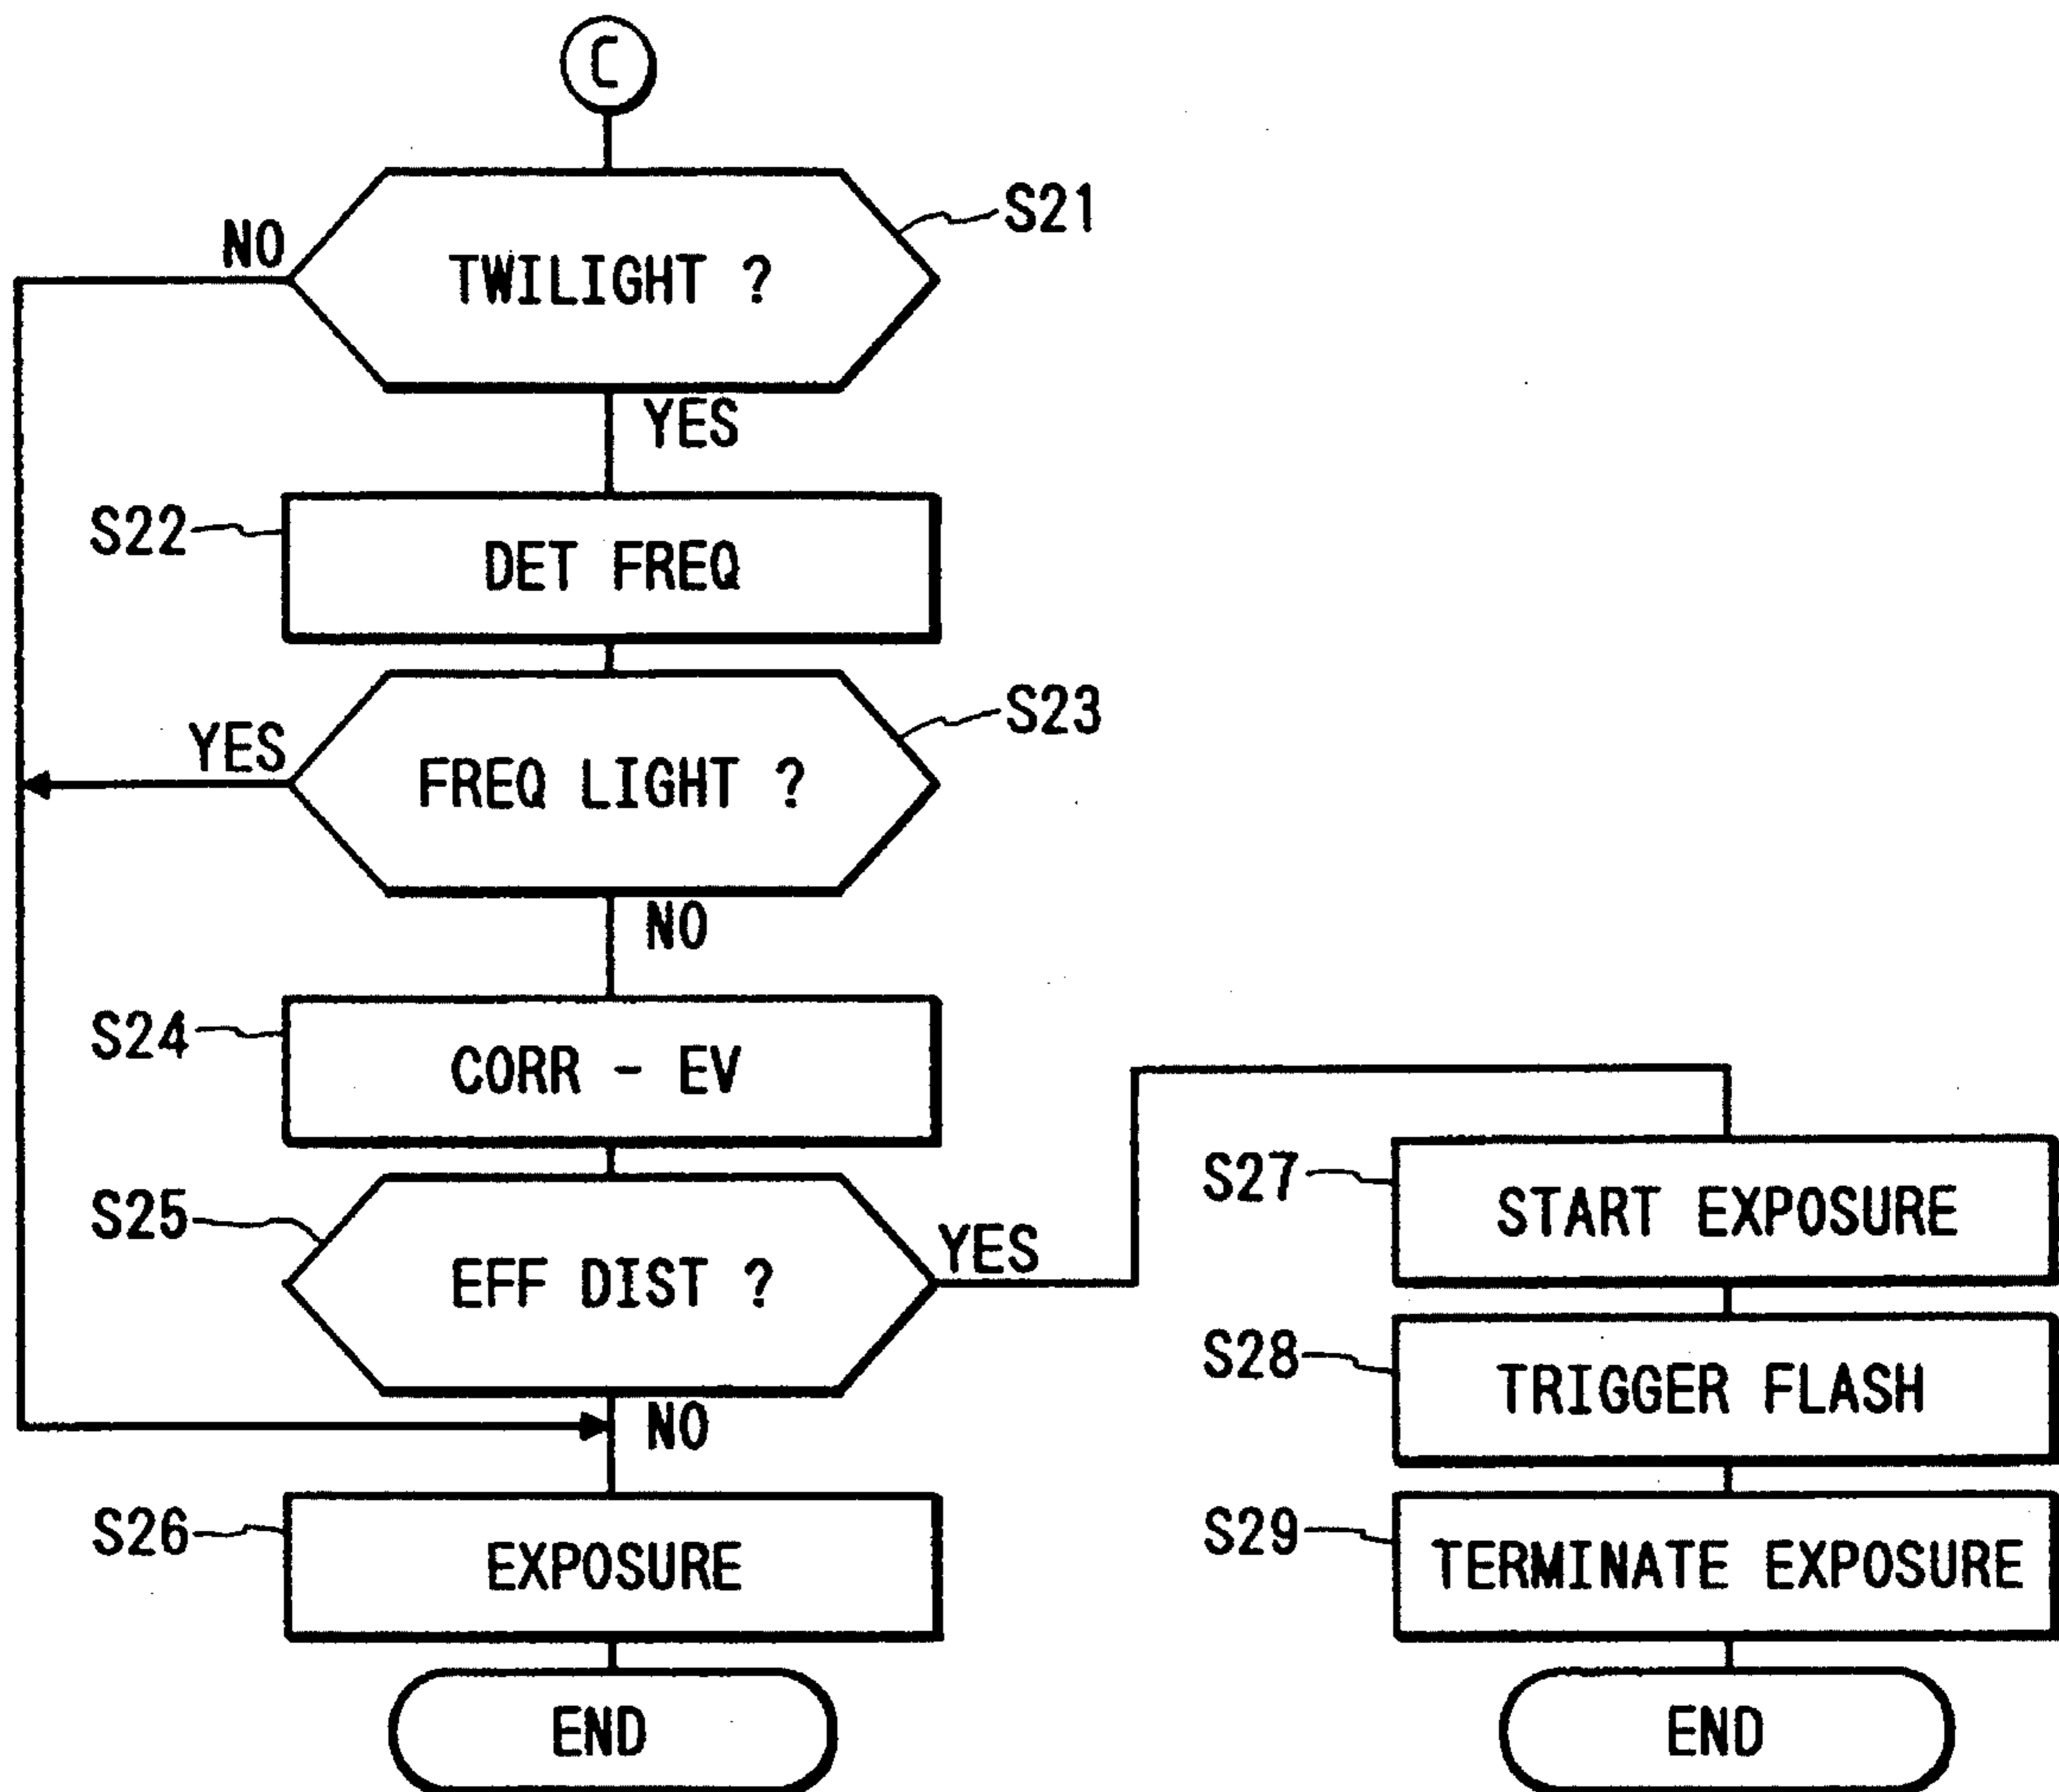 C
S21
NO
TWILIGHT ?
YES
S22
DET FREQ
S23
YES
FREQ LIGHT ?
NO
S24
CORR - EV
S25
EFF DIST ?
YES
NO
S26
EXPOSURE
END
S27
START EXPOSURE
S28
TRIGGER FLASH
S29
TERMINATE EXPOSURE
END